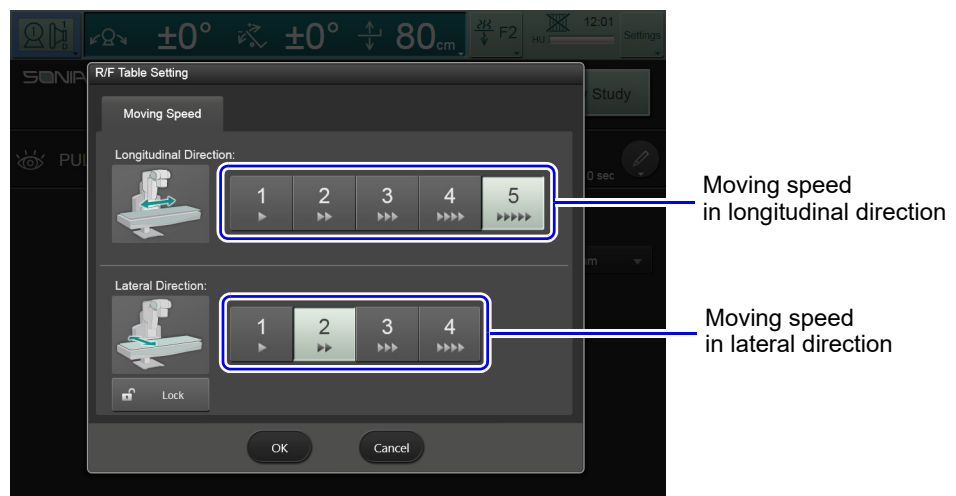 ±0° ±0° 80cm F2 HU 12:01 Settings
R/F Table Setting
Study
Moving Speed
Longitudinal Direction:
1 2 3 4 5
0 sec
Moving speed
in longitudinal direction
Lateral Direction:
1 2 3 4
Moving speed
in lateral direction
Lock
OK Cancel